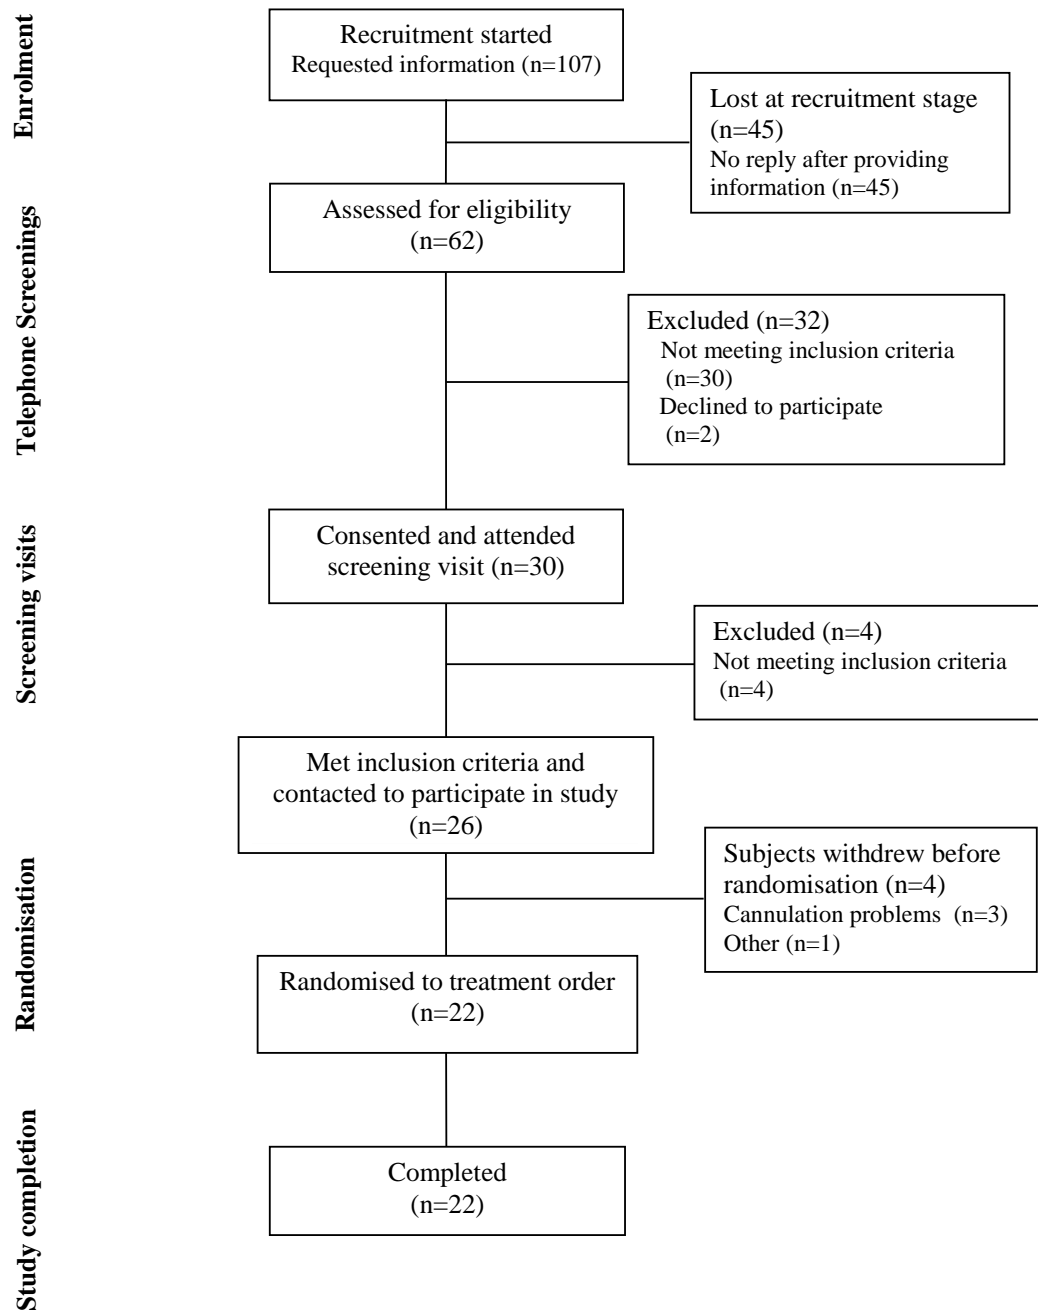 Enrolment
Recruitment started
Requested information (n=107)
Lost at recruitment stage
(n=45)
No reply after providing
information (n=45)
Telephone Screenings
Assessed for eligibility
(n=62)
Excluded (n=32)
Not meeting inclusion criteria
(n=30)
Declined to participate
(n=2)
Screening visits
Consented and attended
screening visit (n=30)
Excluded (n=4)
Not meeting inclusion criteria
(n=4)
Met inclusion criteria and
contacted to participate in study
(n=26)
Randomisation
Subjects withdrew before
randomisation (n=4)
Cannulation problems (n=3)
Other (n=1)
Randomised to treatment order
(n=22)
Study completion
Completed
(n=22)